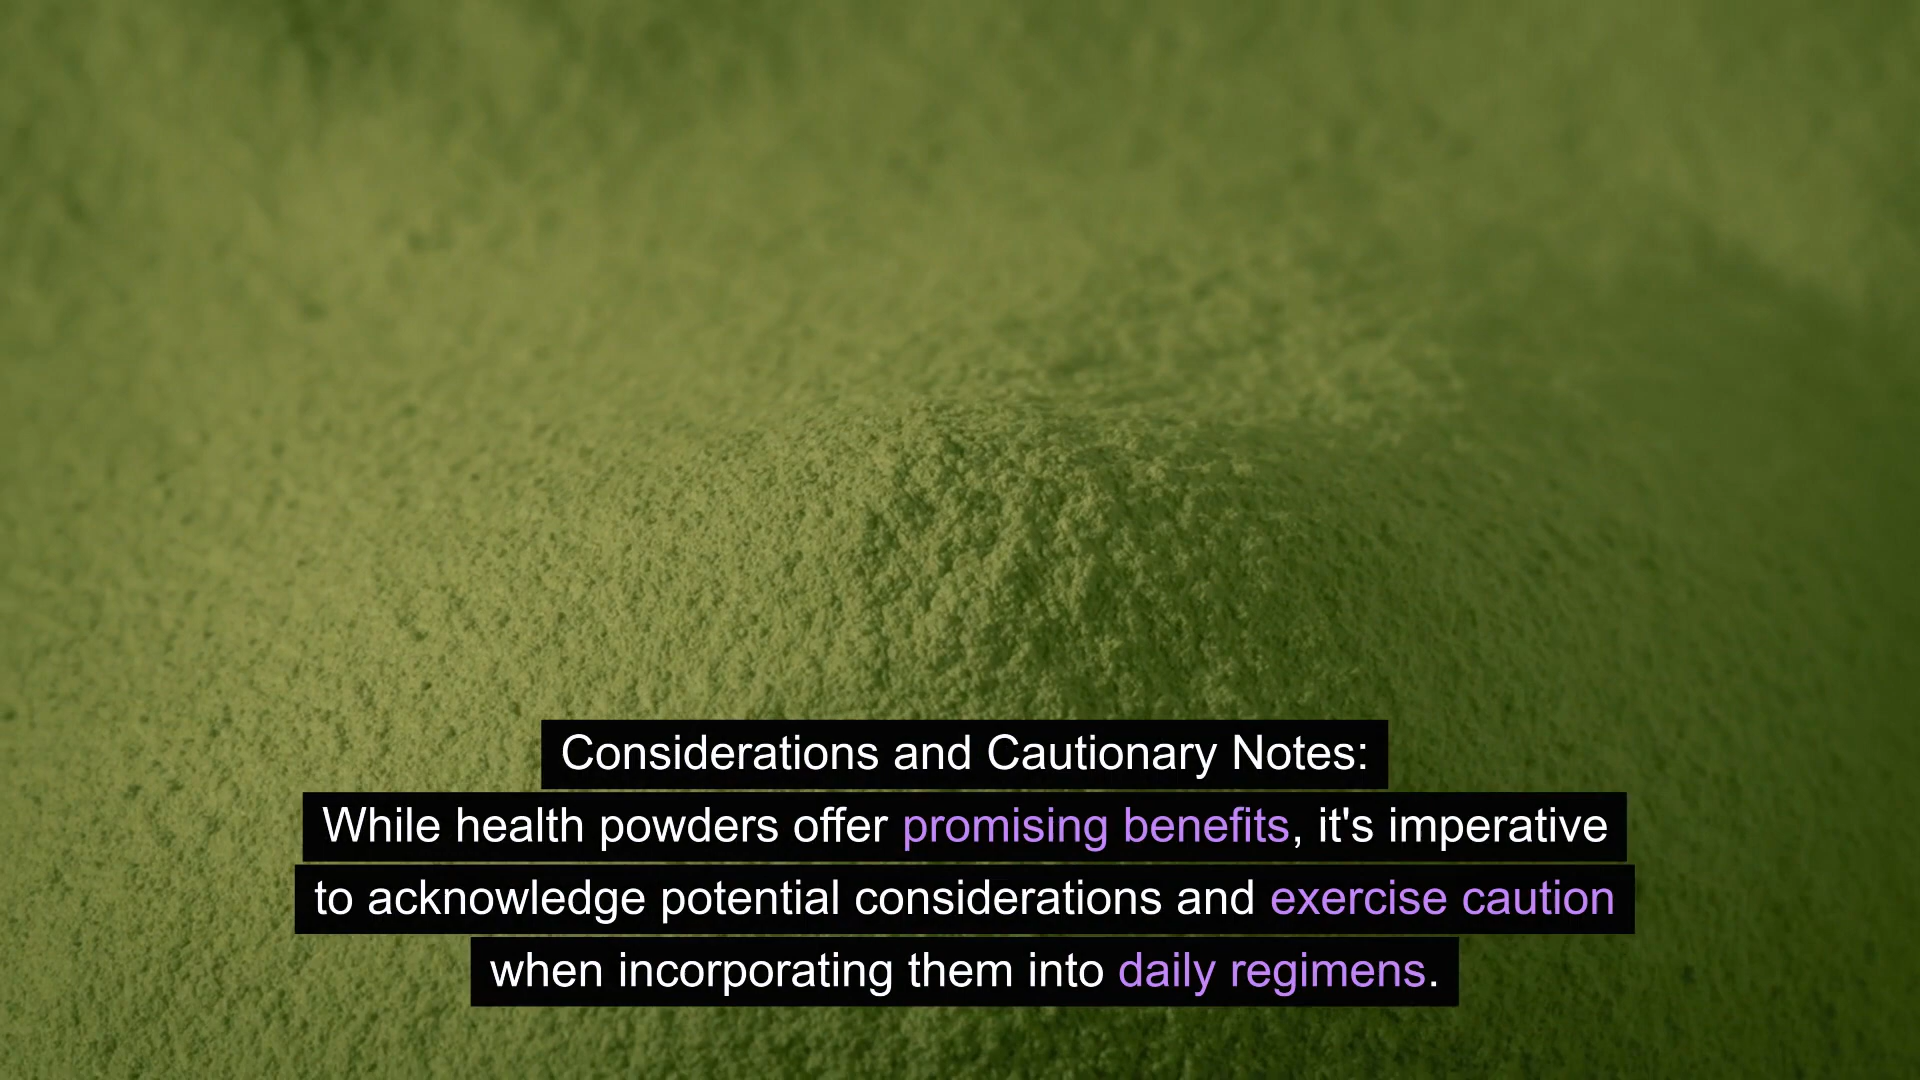 Considerations and Cautionary Notes:
While health powders offer promising benefits, it's imperative
to acknowledge potential considerations and exercise caution
when incorporating them into daily regimens.